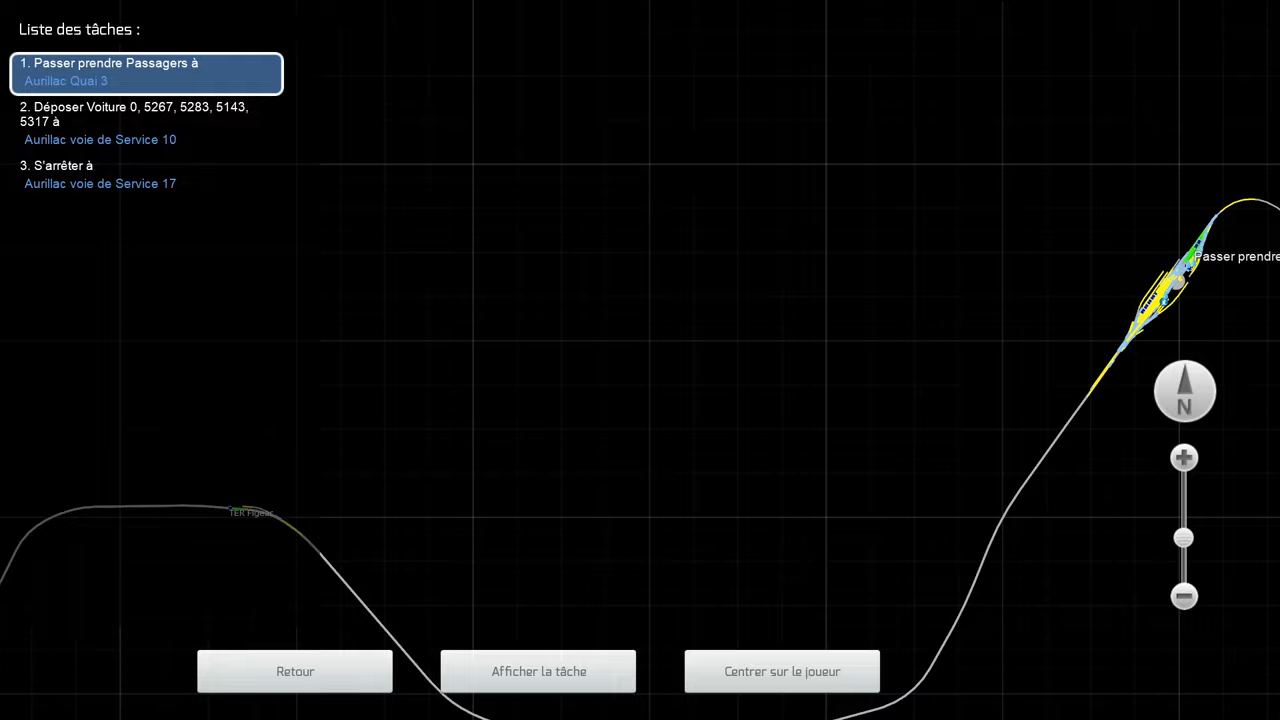 Liste des tâches :
1. Passer prendre Passagers à
Aurillac Quai 3
2. Déposer Voiture 0, 5267, 5283, 5143,
5317 à
Aurillac voie de Service 10
3. S'arrêter à
Aurillac voie de Service 17
Passer prendre
N
TER Figeac
Retour
Afficher la tâche
Centrer sur le joueur